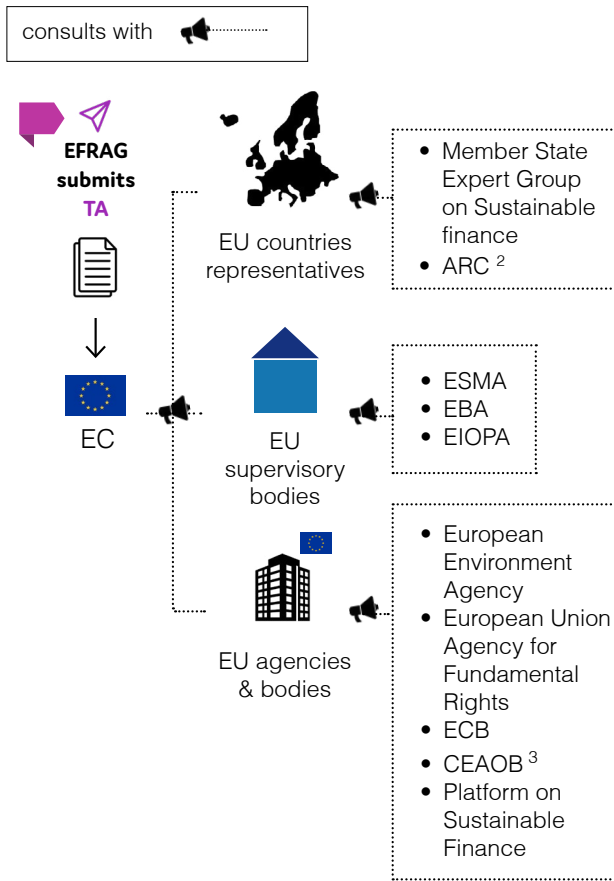 consults with
EFRAG
submits
TA
EC
EU countries
representatives
• Member State
Expert Group
on Sustainable
finance
• ARC 2
EU
supervisory
bodies
• ESMA
• EBA
• EIOPA
EU agencies
& bodies
• European
Environment
Agency
• European Union
Agency for
Fundamental
Rights
• ECB
• CEAOB 3
• Platform on
Sustainable
Finance